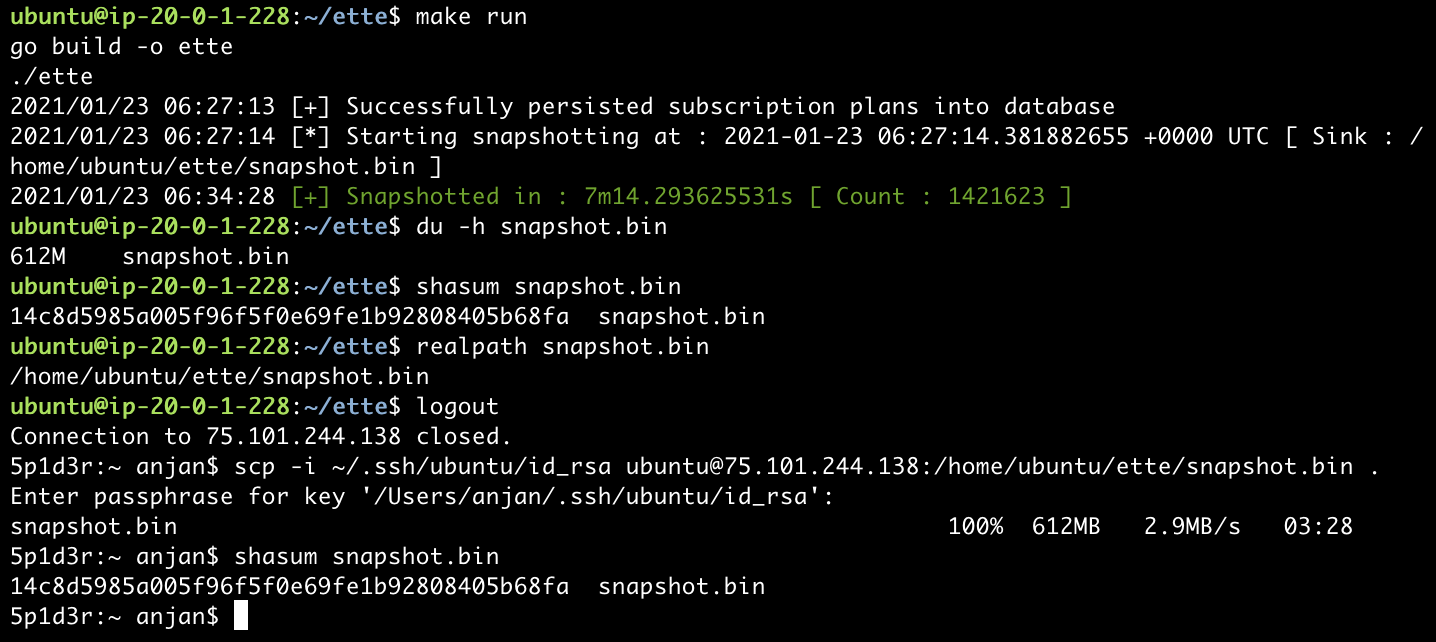 ubuntu@ip-20-0-1-228:~/ette$ make run
go build -o ette
./ette
2021/01/23 06:27:13 [+] Successfully persisted subscription plans into database
2021/01/23 06:27:14 [*] Starting snapshotting at : 2021-01-23 06:27:14.381882655 +0000 UTC [ Sink : /
home/ubuntu/ette/snapshot.bin ]
2021/01/23 06:34:28 [+] Snapshotted in : 7m14.293625531s [ Count : 1421623 ]
ubuntu@ip-20-0-1-228:~/ette$ du -h snapshot.bin
612M    snapshot.bin
ubuntu@ip-20-0-1-228:~/ette$ shasum snapshot.bin
14c8d5985a005f96f5f0e69fe1b92808405b68fa  snapshot.bin
ubuntu@ip-20-0-1-228:~/ette$ realpath snapshot.bin
/home/ubuntu/ette/snapshot.bin
ubuntu@ip-20-0-1-228:~/ette$ logout
Connection to 75.101.244.138 closed.
5p1d3r:~ anjan$ scp -i ~/.ssh/ubuntu/id_rsa ubuntu@75.101.244.138:/home/ubuntu/ette/snapshot.bin .
Enter passphrase for key '/Users/anjan/.ssh/ubuntu/id_rsa':
snapshot.bin                                                       100%  612MB   2.9MB/s   03:28
5p1d3r:~ anjan$ shasum snapshot.bin
14c8d5985a005f96f5f0e69fe1b92808405b68fa  snapshot.bin
5p1d3r:~ anjan$